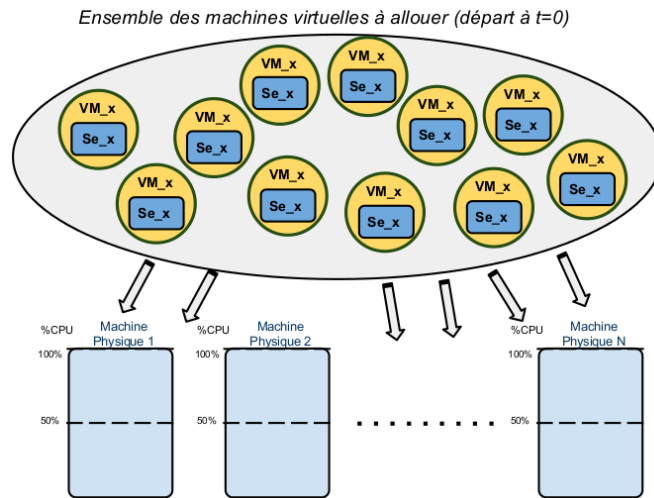 Ensemble des machines virtuelles à allouer (départ à t=0)
VM_x
Se_x
VM_x
Se_x
VM_x
Se_x
VM_x
Se_x
VM_x
Se_x
VM_x
Se_x
VM_x
Se_x
VM_x
Se_x
VM_x
Se_x
VM_x
Se_x
VM_x
Se_x
%CPU
Machine
Physique 1
100%
50%
%CPU
Machine
Physique 2
100%
50%
%CPU
Machine
Physique N
100%
50%